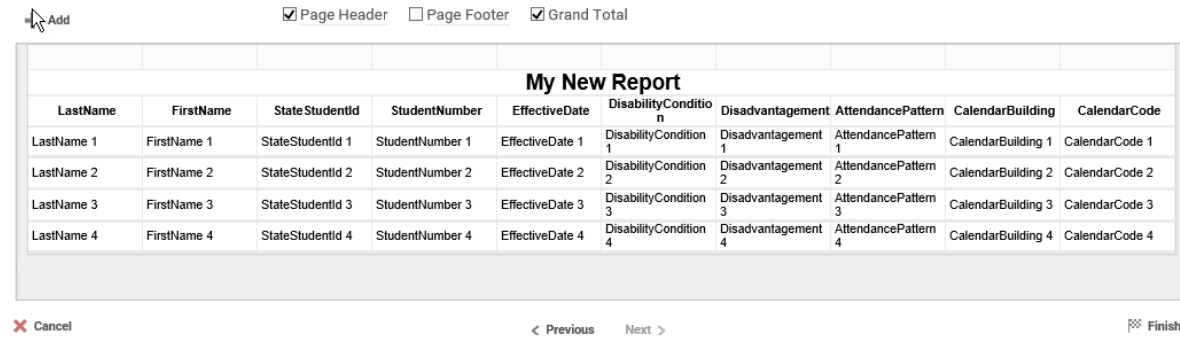 Add Page Header Page Footer Grand Total
My New Report
LastName FirstName StateStudentId StudentNumber EffectiveDate DisabilityConditio Disadvantagement AttendancePattern CalendarBuilding CalendarCode
n
LastName 1 FirstName 1 StateStudentId 1 StudentNumber 1 EffectiveDate 1 DisabilityCondition Disadvantagement AttendancePattern CalendarBuilding 1 CalendarCode 1
1 1 1
LastName 2 FirstName 2 StateStudentId 2 StudentNumber 2 EffectiveDate 2 DisabilityCondition Disadvantagement AttendancePattern CalendarBuilding 2 CalendarCode 2
2 2 2
LastName 3 FirstName 3 StateStudentId 3 StudentNumber 3 EffectiveDate 3 DisabilityCondition Disadvantagement AttendancePattern CalendarBuilding 3 CalendarCode 3
3 3 3
LastName 4 FirstName 4 StateStudentId 4 StudentNumber 4 EffectiveDate 4 DisabilityCondition Disadvantagement AttendancePattern CalendarBuilding 4 CalendarCode 4
4 4 4
Cancel < Previous Next > Finish